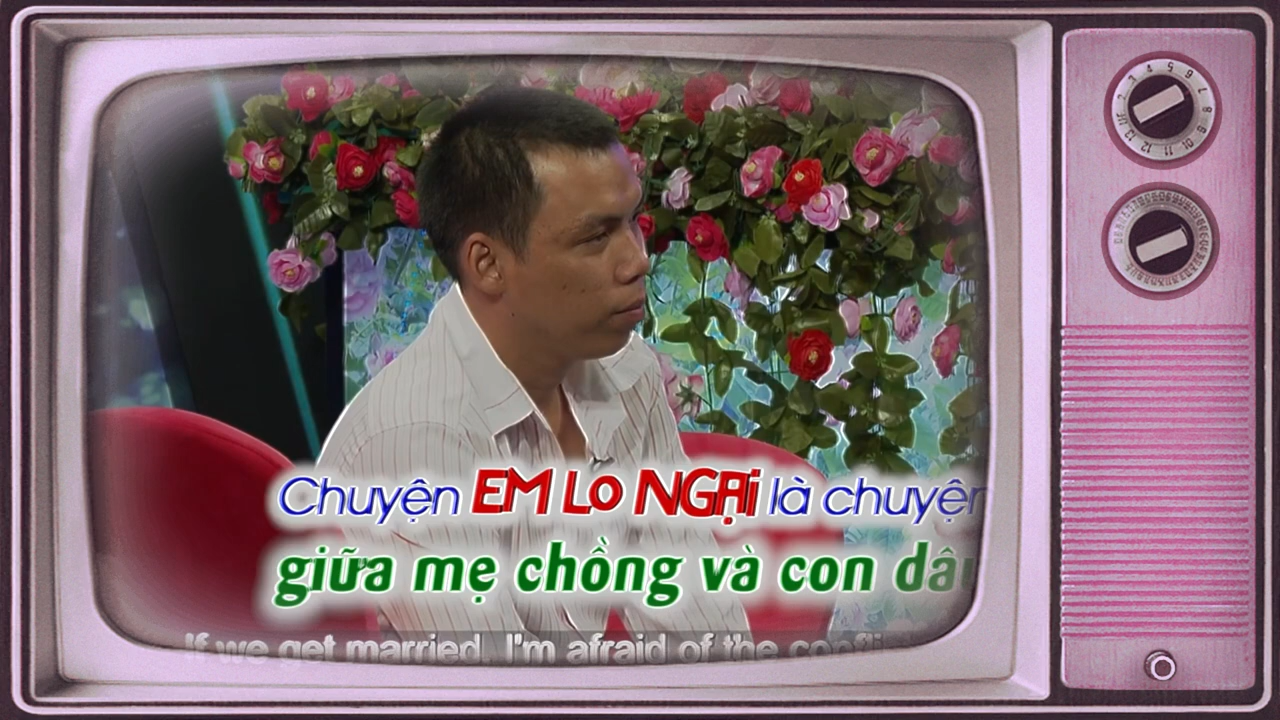 Chuyện EM LO NGẠi là chuyện
giữa mẹ chồng và con dâu
If we get married, I'm afraid of the